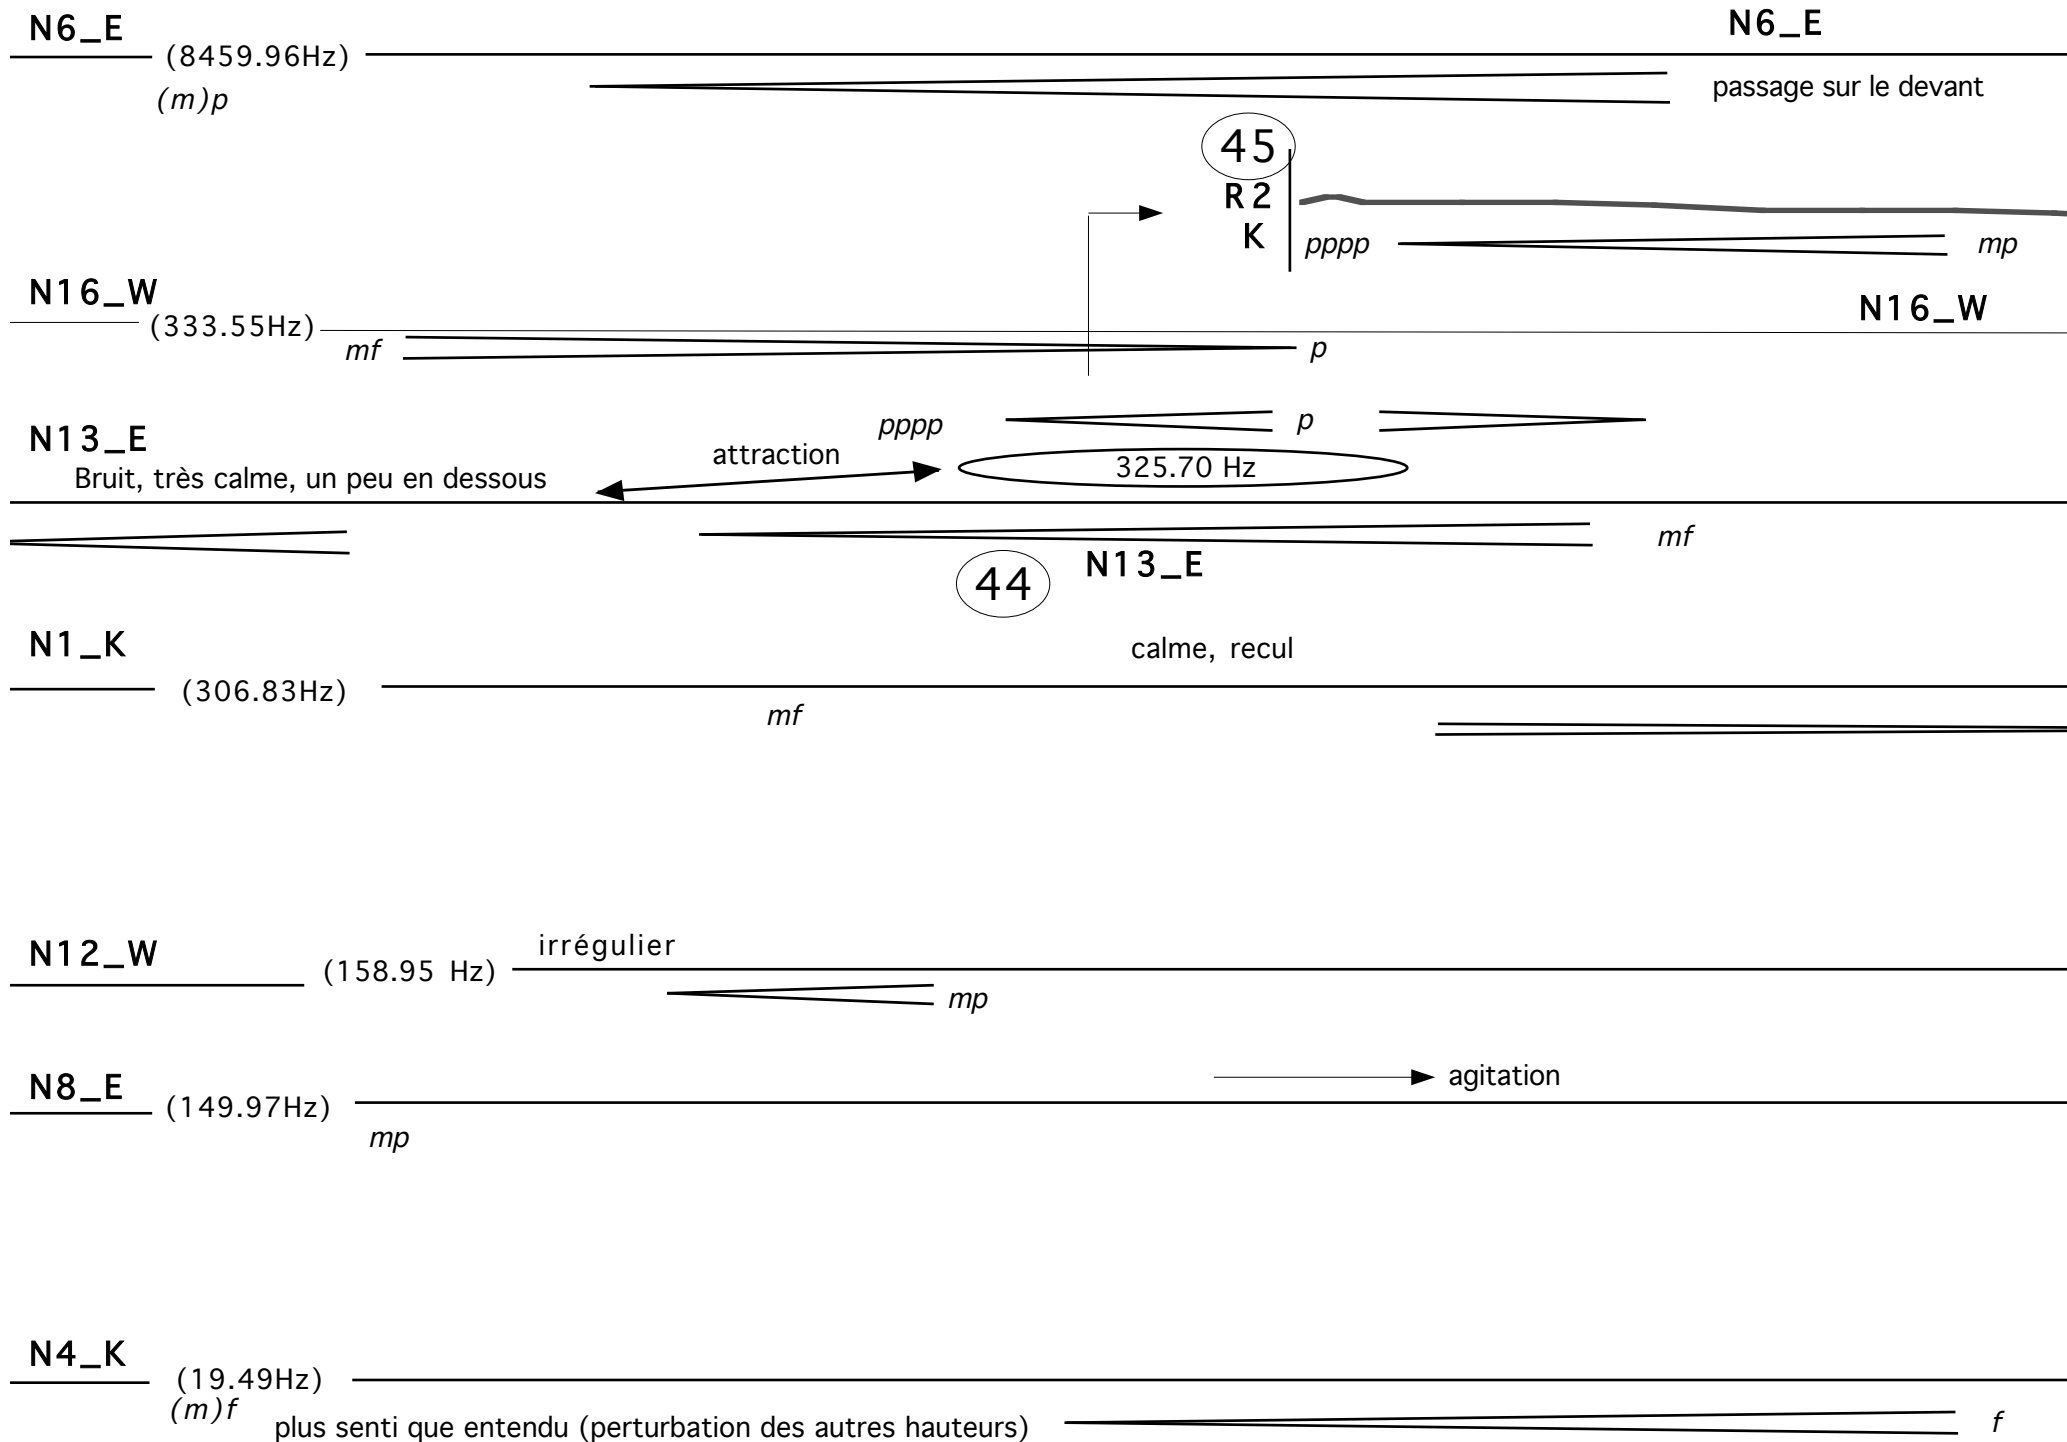 N6_E
N6_E
(8459.96Hz)
(m)p
passage sur le devant
45
R2
K
pppp
mp
N16_W
(333.55Hz)
N16_W
mf
p
pppp
p
N13_E
attraction
325.70 Hz
Bruit, très calme, un peu en dessous
mf
N13_E
44
N1_K
calme, recul
(306.83Hz)
mf
N12_W
irrégulier
(158.95 Hz)
mp
N8_E
agitation
(149.97Hz)
mp
N4_K
(19.49Hz)
(m)f
plus senti que entendu (perturbation des autres hauteurs)
f